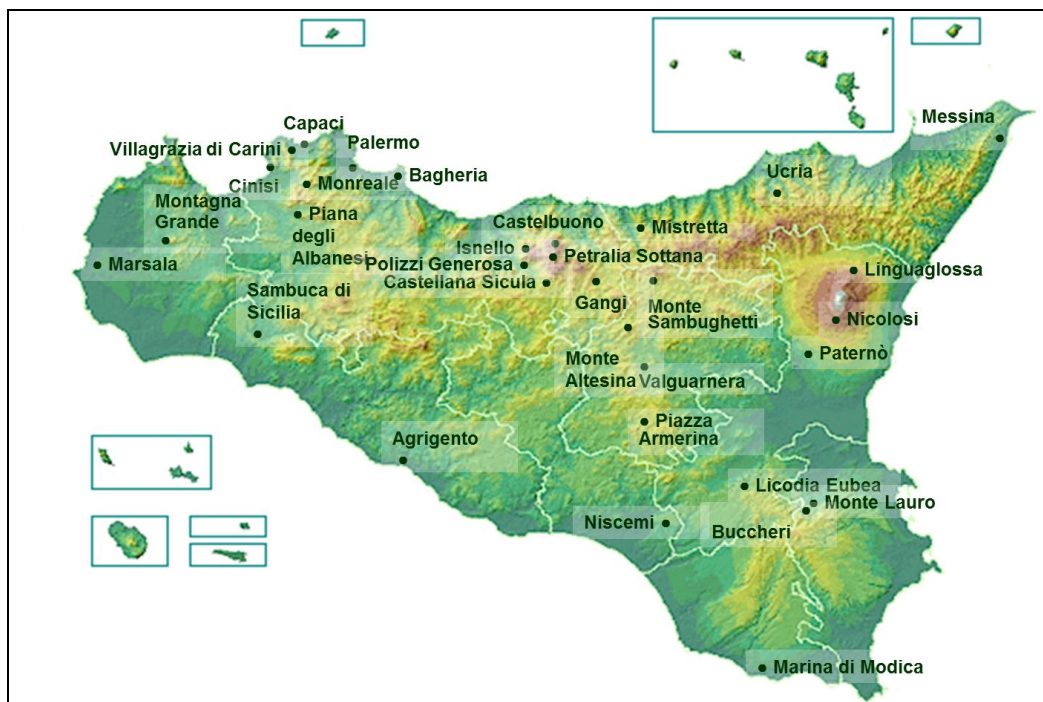 Messina
Capaci
Villagrazia di Carini
Palermo
Cinisi
Monreale
Bagheria
Ucria
Montagna
Grande
Piana
degli
Albanesi
Castelbuono
Mistretta
Isnello
Petralia Sottana
Marsala
Polizzi Generosa
Linguaglossa
Castellana Sicula
Sambuca di
Sicilia
Gangi
Monte
Sambughetti
Nicolosi
Paternò
Monte
Altesina
Valguarnera
Piazza
Armerina
Agrigento
Licodia Eubea
Monte Lauro
Niscemi
Buccheri
Marina di Modica